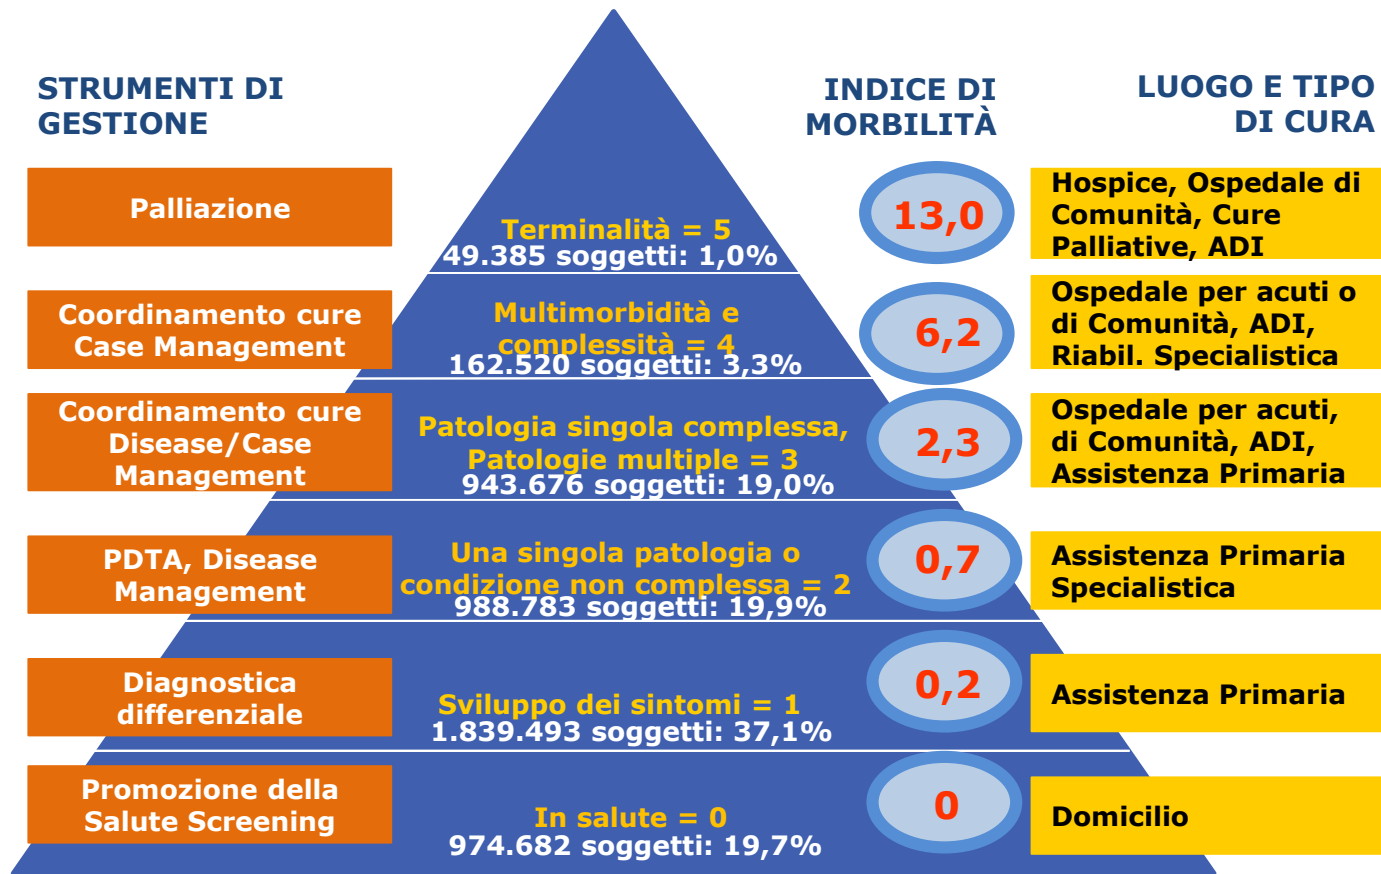 STRUMENTI DI
GESTIONE
INDICE DI
MORBILITÀ
LUOGO E TIPO
DI CURA
Palliazione
Terminalità = 5
49.385 soggetti: 1,0%
13,0
Hospice, Ospedale di
Comunità, Cure
Palliative, ADI
Coordinamento cure
Case Management
Multimorbidità e
complessità = 4
162.520 soggetti: 3,3%
6,2
Ospedale per acuti o
di Comunità, ADI,
Riabil. Specialistica
Coordinamento cure
Disease/Case
Management
Patologia singola complessa,
Patologie multiple = 3
943.676 soggetti: 19,0%
2,3
Ospedale per acuti,
di Comunità, ADI,
Assistenza Primaria
PDTA, Disease
Management
Una singola patologia o
condizione non complessa = 2
988.783 soggetti: 19,9%
0,7
Assistenza Primaria
Specialistica
Diagnostica
differenziale
Sviluppo dei sintomi = 1
1.839.493 soggetti: 37,1%
0,2
Assistenza Primaria
Promozione della
Salute Screening
In salute = 0
974.682 soggetti: 19,7%
0
Domicilio